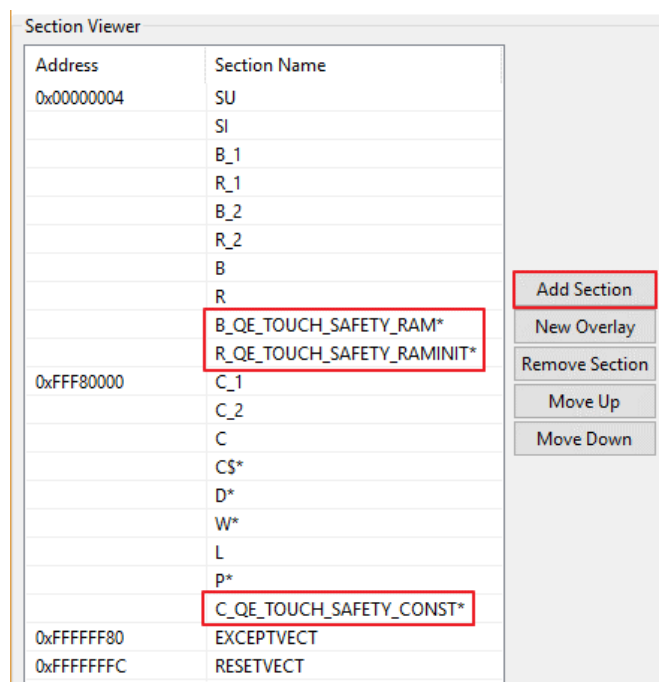 Section Viewer
Address Section Name
0x00000004 SU
SI
B_1
R_1
B_2
R_2
B
R
B_QE_TOUCH_SAFETY_RAM*
R_QE_TOUCH_SAFETY_RAMINIT*
0xFFF80000 C_1
C_2
C
C$*
D*
W*
L
P*
C_QE_TOUCH_SAFETY_CONST*
0xFFFFFF80 EXCEPTVECT
0xFFFFFFFC RESETVECT
Add Section
New Overlay
Remove Section
Move Up
Move Down